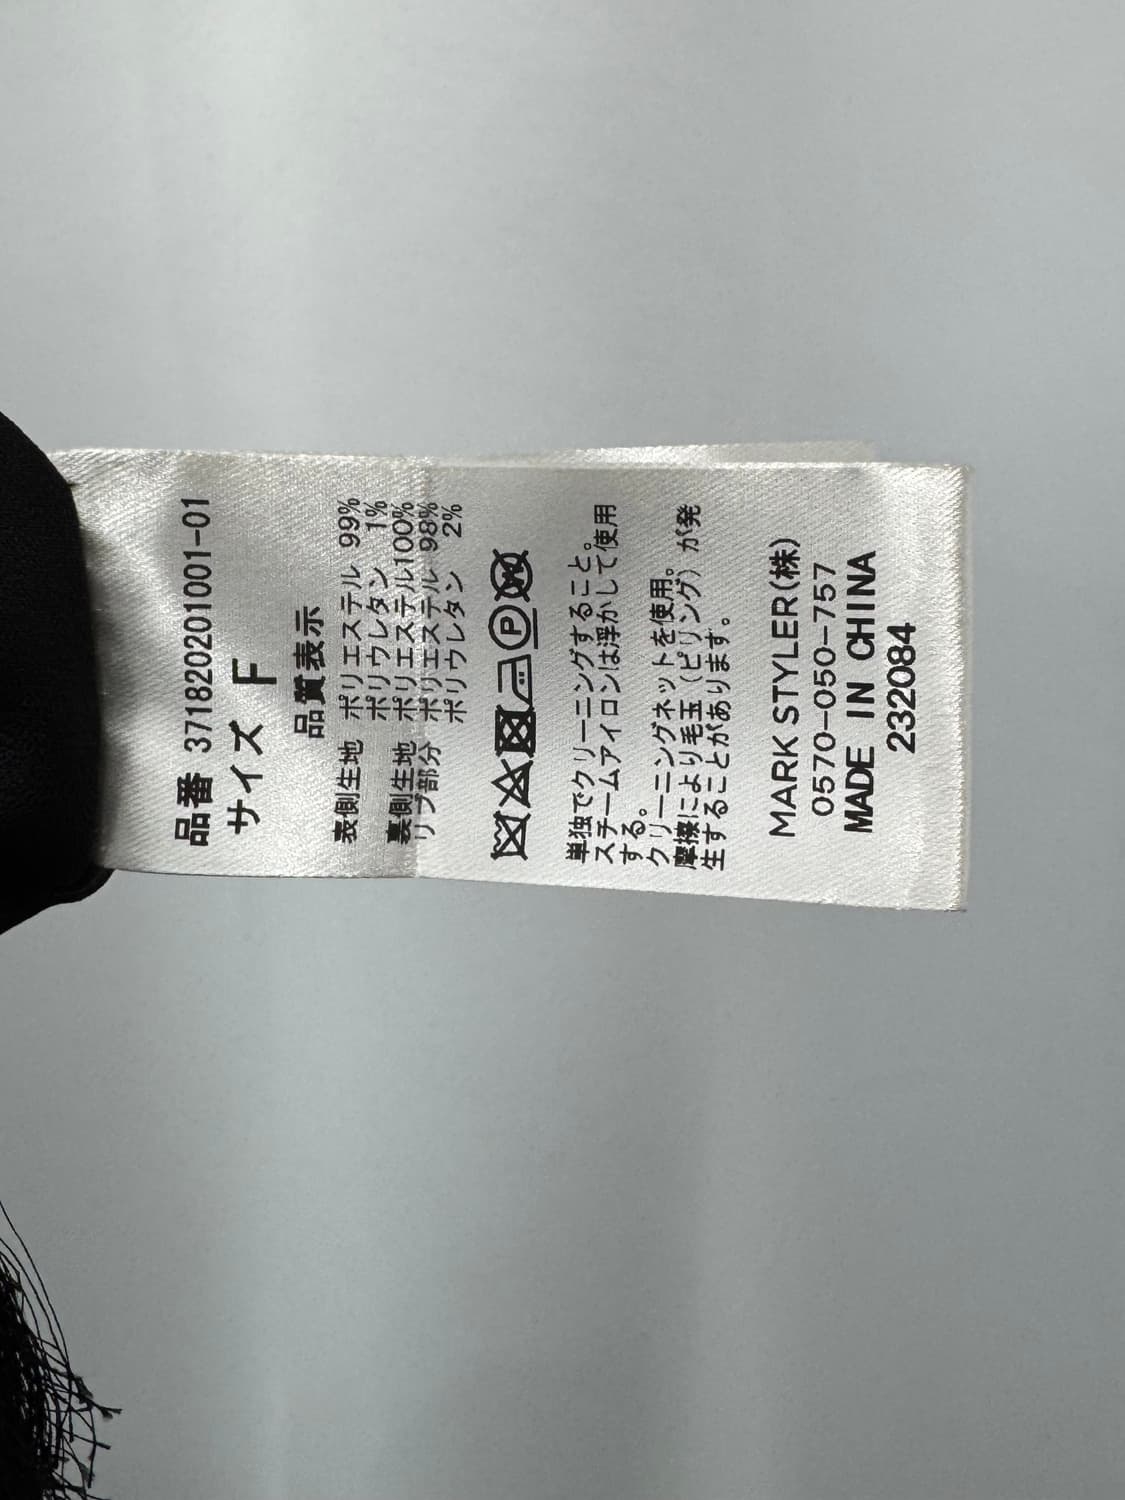 品番 371820201001-01
サイズ F
品質表示
表側生地 ポリエステル 99%
ポリウレタン 1%
裏側生地 ポリエステル100%
リブ部分 ポリエステル 98%
ポリウレタン 2%
P W
単独でクリーニングすること。
スチームアイロンは浮かして使用
する。
クリーニングネットを使用。
摩擦により毛玉（ピリング）が発
生することがあります。
MARK STYLER(株)
0570-050-757
MADE IN CHINA
232084